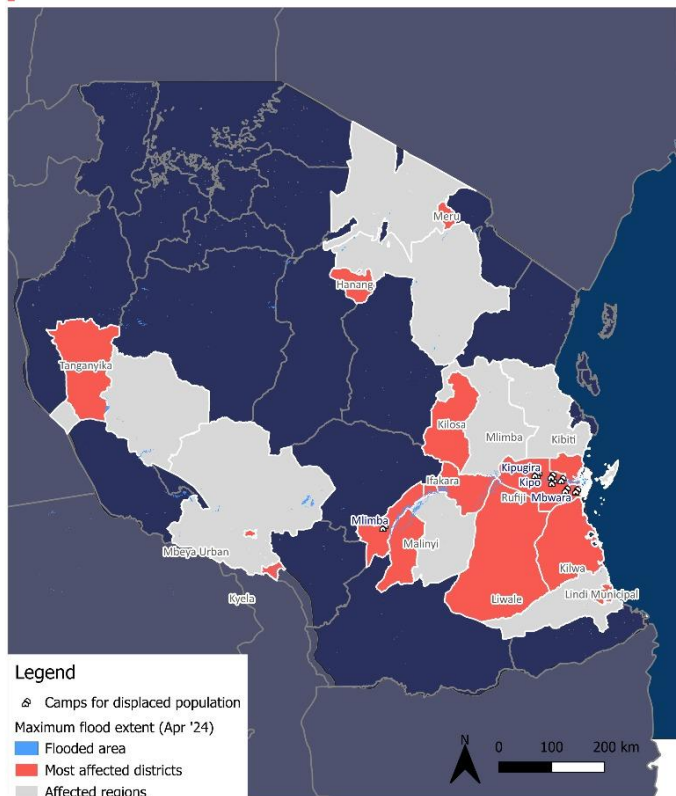 Meru
Hanang
Tanganyika
Kilosa
Mlimba
Kibiti
Kipugira
Ifakara
Kipo
Rufiji
Mbwara
Mlimba
Malinyi
Mbeya Urban
Kilwa
Kyela
Liwale
Lindi Municipal
Legend
Camps for displaced population
Maximum flood extent (Apr '24)
Flooded area
Most affected districts
Affected regions
N
0 100 200 km